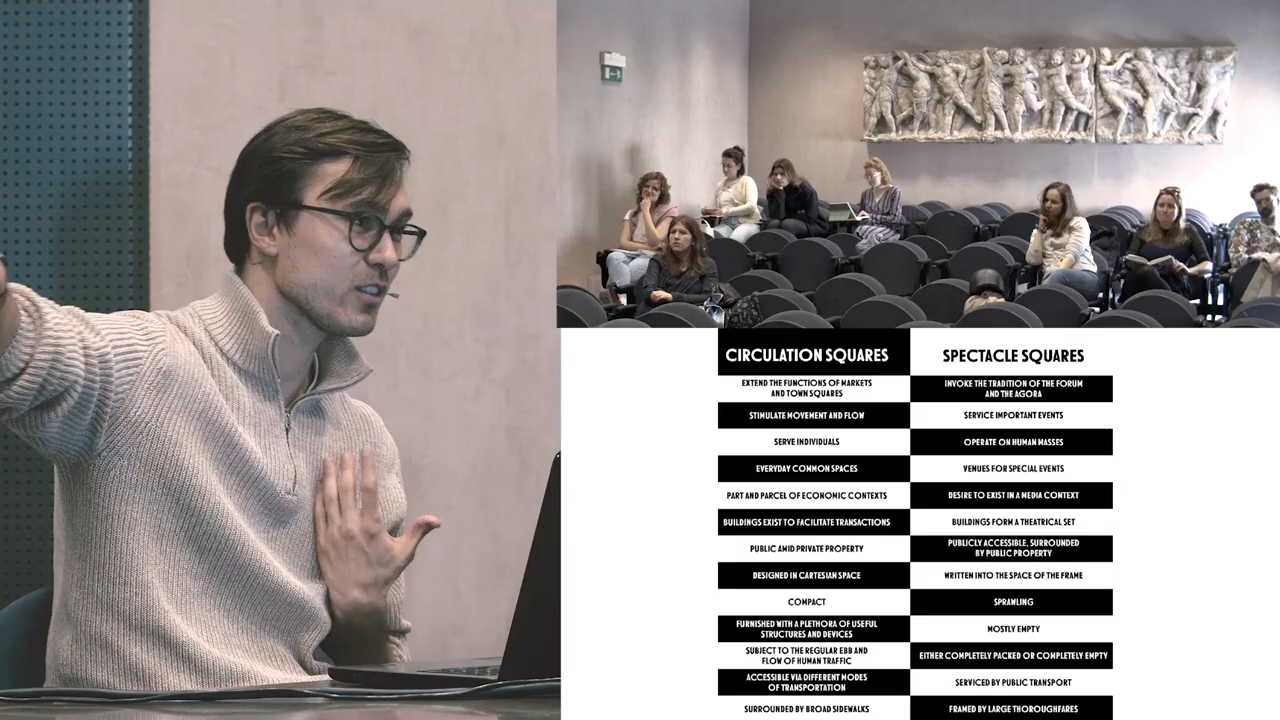 CIRCULATION SQUARES
SPECTACLE SQUARES
EXTEND THE FUNCTIONS OF MARKETS
AND TOWN SQUARES
INVOKE THE TRADITION OF THE FORUM
AND THE AGORA
STIMULATE MOVEMENT AND FLOW
SERVICE IMPORTANT EVENTS
SERVE INDIVIDUALS
OPERATE ON HUMAN MASSES
EVERYDAY COMMON SPACES
VENUES FOR SPECIAL EVENTS
PART AND PARCEL OF ECONOMIC CONTEXTS
DESIRE TO EXIST IN A MEDIA CONTEXT
BUILDINGS EXIST TO FACILITATE TRANSACTIONS
BUILDINGS FORM A THEATRICAL SET
PUBLIC AMID PRIVATE PROPERTY
PUBLICLY ACCESSIBLE, SURROUNDED
BY PUBLIC PROPERTY
DESIGNED IN CARTESIAN SPACE
WRITTEN INTO THE SPACE OF THE FRAME
COMPACT
SPRAWLING
FURNISHED WITH A PLETHORA OF USEFUL
STRUCTURES AND DEVICES
MOSTLY EMPTY
SUBJECT TO THE REGULAR EBB AND
FLOW OF HUMAN TRAFFIC
EITHER COMPLETELY PACKED OR COMPLETELY EMPTY
ACCESSIBLE VIA DIFFERENT MODES
OF TRANSPORTATION
SERVICED BY PUBLIC TRANSPORT
SURROUNDED BY BROAD SIDEWALKS
FRAMED BY LARGE THOROUGHFARES